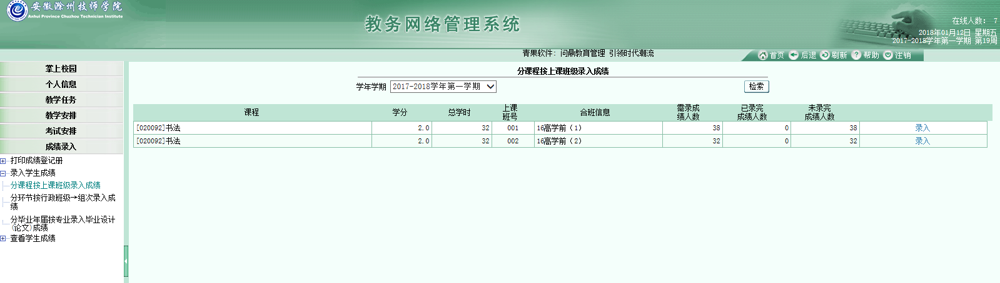 安徽滁州技师学院
Anhui Province Chuzhou Technician Institute
教务网络管理系统
在线人数： 7
2018年01月12日 星期五
2017-2018学年第一学期 第19周
青果软件：问鼎教育管理 引领时代潮流
首页 后退 刷新 帮助 注销
掌上校园
个人信息
教学任务
教学安排
考试安排
成绩录入
打印成绩登记册
录入学生成绩
分课程按上课班级录入成绩
分环节按行政班级→组次录入成
绩
分毕业年届按专业录入毕业设计
(论文)成绩
查看学生成绩
分课程按上课班级录入成绩
学年学期 2017-2018学年第一学期 检索
课程 学分 总学时 上课班号 合班信息 需录成绩人数 已录完成绩人数 未录完成绩人数
[020092]书法 2.0 32 001 16高学前（1） 38 0 38 录入
[020092]书法 2.0 32 002 16高学前（2） 32 0 32 录入